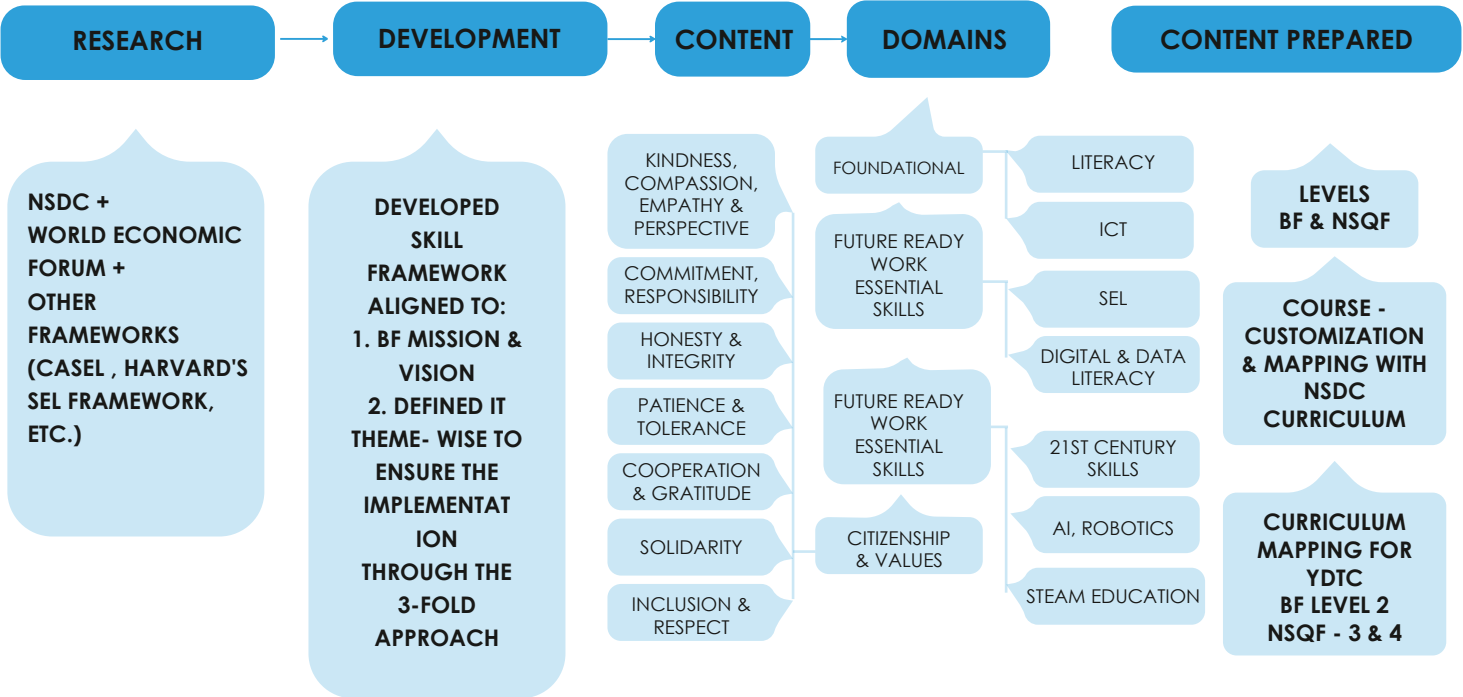 RESEARCH
DEVELOPMENT
CONTENT
DOMAINS
CONTENT PREPARED
NSDC +
WORLD ECONOMIC
FORUM +
OTHER
FRAMEWORKS
(CASEL , HARVARD'S
SEL FRAMEWORK,
ETC.)
DEVELOPED
SKILL
FRAMEWORK
ALIGNED TO:
1. BF MISSION &
VISION
2. DEFINED IT
THEME- WISE TO
ENSURE THE
IMPLEMENTAT
ION
THROUGH THE
3-FOLD
APPROACH
KINDNESS,
COMPASSION,
EMPATHY &
PERSPECTIVE
COMMITMENT,
RESPONSIBILITY
HONESTY &
INTEGRITY
PATIENCE &
TOLERANCE
COOPERATION
& GRATITUDE
SOLIDARITY
INCLUSION &
RESPECT
FOUNDATIONAL
FUTURE READY
WORK
ESSENTIAL
SKILLS
FUTURE READY
WORK
ESSENTIAL
SKILLS
CITIZENSHIP
& VALUES
LITERACY
ICT
SEL
DIGITAL & DATA
LITERACY
21ST CENTURY
SKILLS
AI, ROBOTICS
STEAM EDUCATION
LEVELS
BF & NSQF
COURSE -
CUSTOMIZATION
& MAPPING WITH
NSDC
CURRICULUM
CURRICULUM
MAPPING FOR
YDTC
BF LEVEL 2
NSQF - 3 & 4